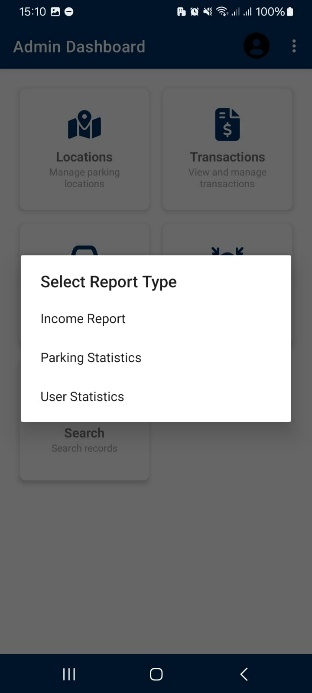 15:10 100%
Admin Dashboard
Locations
Manage parking
locations
Transactions
View and manage
transactions
Select Report Type
Income Report
Parking Statistics
User Statistics
Search
Search records